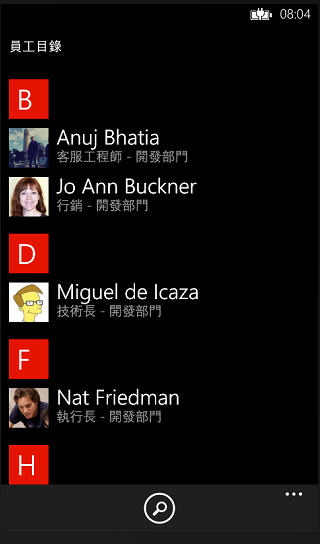 08:04
員工目錄
B
Anuj Bhatia
客服工程師 - 開發部門
Jo Ann Buckner
行銷 - 開發部門
D
Miguel de Icaza
技術長 - 開發部門
F
Nat Friedman
執行長 - 開發部門
H